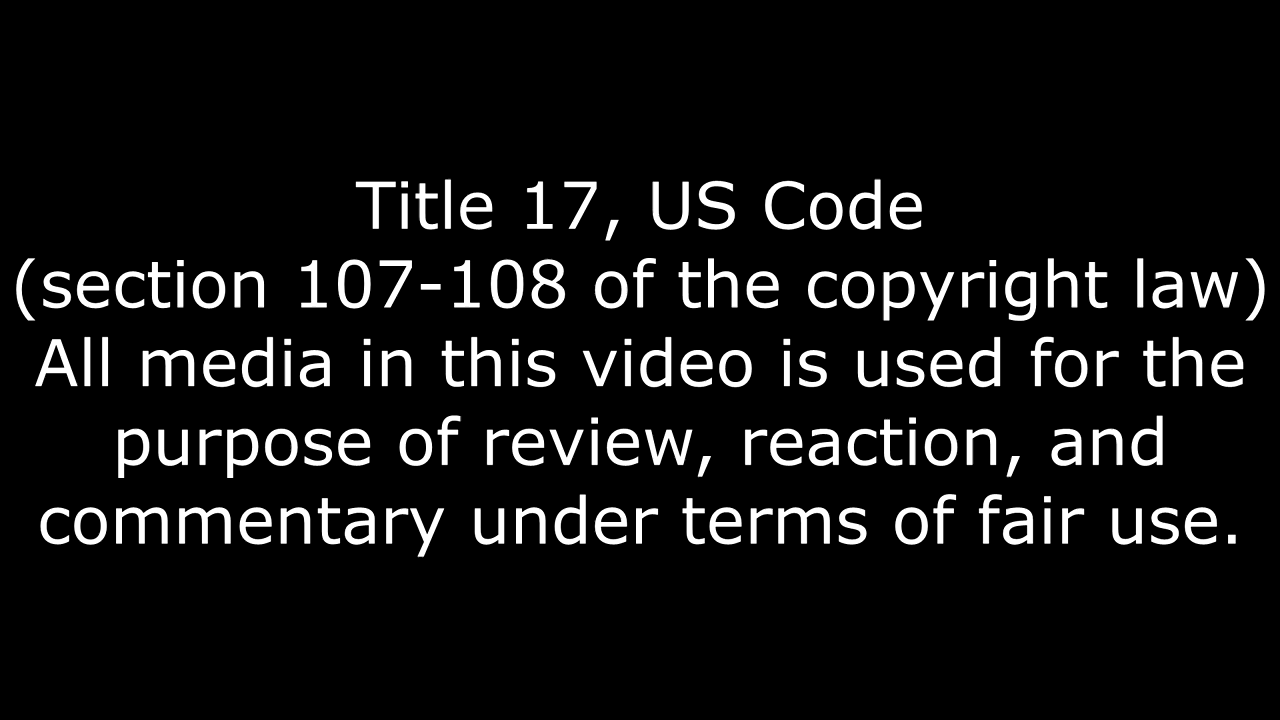 Title 17, US Code
(section 107-108 of the copyright law)
All media in this video is used for the
purpose of review, reaction, and
commentary under terms of fair use.